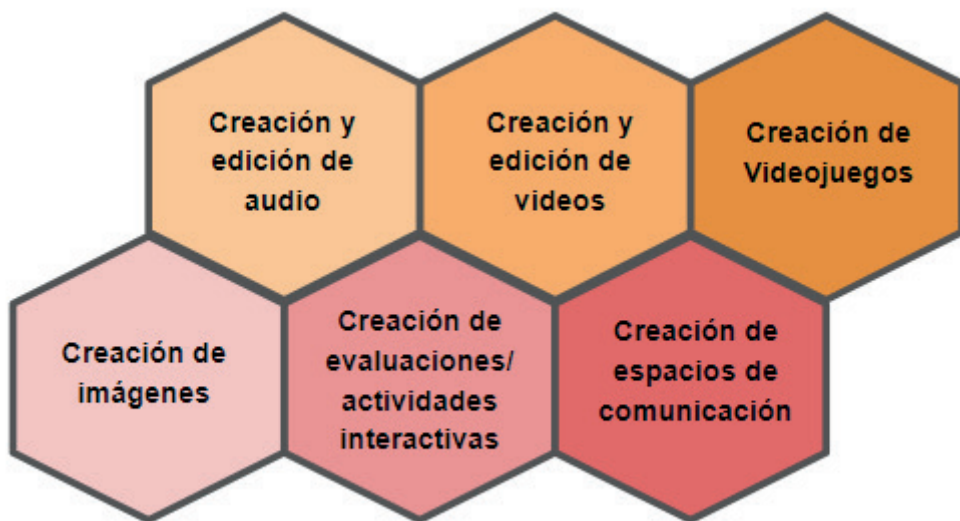 Creación y
edición de
audio
Creación y
edición de
videos
Creación de
Videojuegos
Creación de
imágenes
Creación de
evaluaciones/
actividades
interactivas
Creación de
espacios de
comunicación